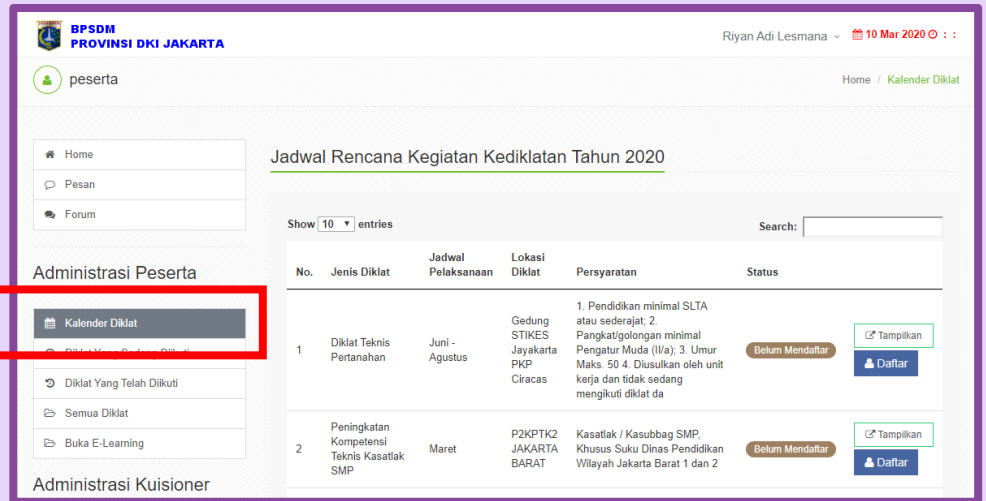 BPSDM
PROVINSI DKI JAKARTA
Riyan Adi Lesmana
10 Mar 2020 : :
peserta
Home / Kalender Diklat
Home
Pesan
Forum
Administrasi Peserta
Kalender Diklat
Diklat Yang Sedang Diikuti
Diklat Yang Telah Diikuti
Semua Diklat
Buka E-Learning
Administrasi Kuisioner
Jadwal Rencana Kegiatan Kediklatan Tahun 2020
Show 10 entries
Search:
No. Jenis Diklat Jadwal Pelaksanaan Lokasi Diklat Persyaratan Status
1
Diklat Teknis
Pertanahan
Juni -
Agustus
Gedung
STIKES
Jayakarta
PKP
Ciracas
1. Pendidikan minimal SLTA
atau sederajat; 2.
Pangkat/golongan minimal
Pengatur Muda (II/a); 3. Umur
Maks. 50 4. Diusulkan oleh unit
kerja dan tidak sedang
mengikuti diklat da
Belum Mendaftar
Tampilkan
Daftar
2
Peningkatan
Kompetensi
Teknis Kasatlak
SMP
Maret
P2KPTK2
JAKARTA
BARAT
Kasatlak / Kasubbag SMP,
Khusus Suku Dinas Pendidikan
Wilayah Jakarta Barat 1 dan 2
Belum Mendaftar
Tampilkan
Daftar